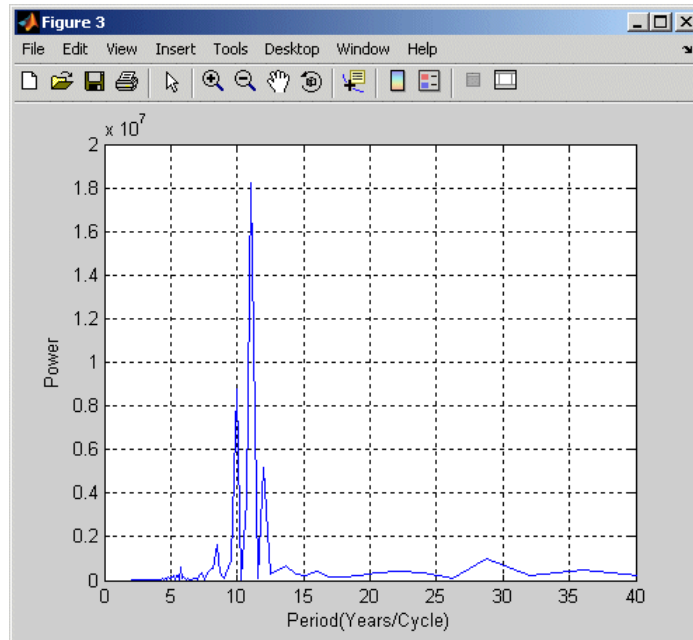 Figure 3
File Edit View Insert Tools Desktop Window Help
x 10^7
2
1.8
1.6
1.4
1.2
1
0.8
0.6
0.4
0.2
0
Power
0 5 10 15 20 25 30 35 40
Period(Years/Cycle)